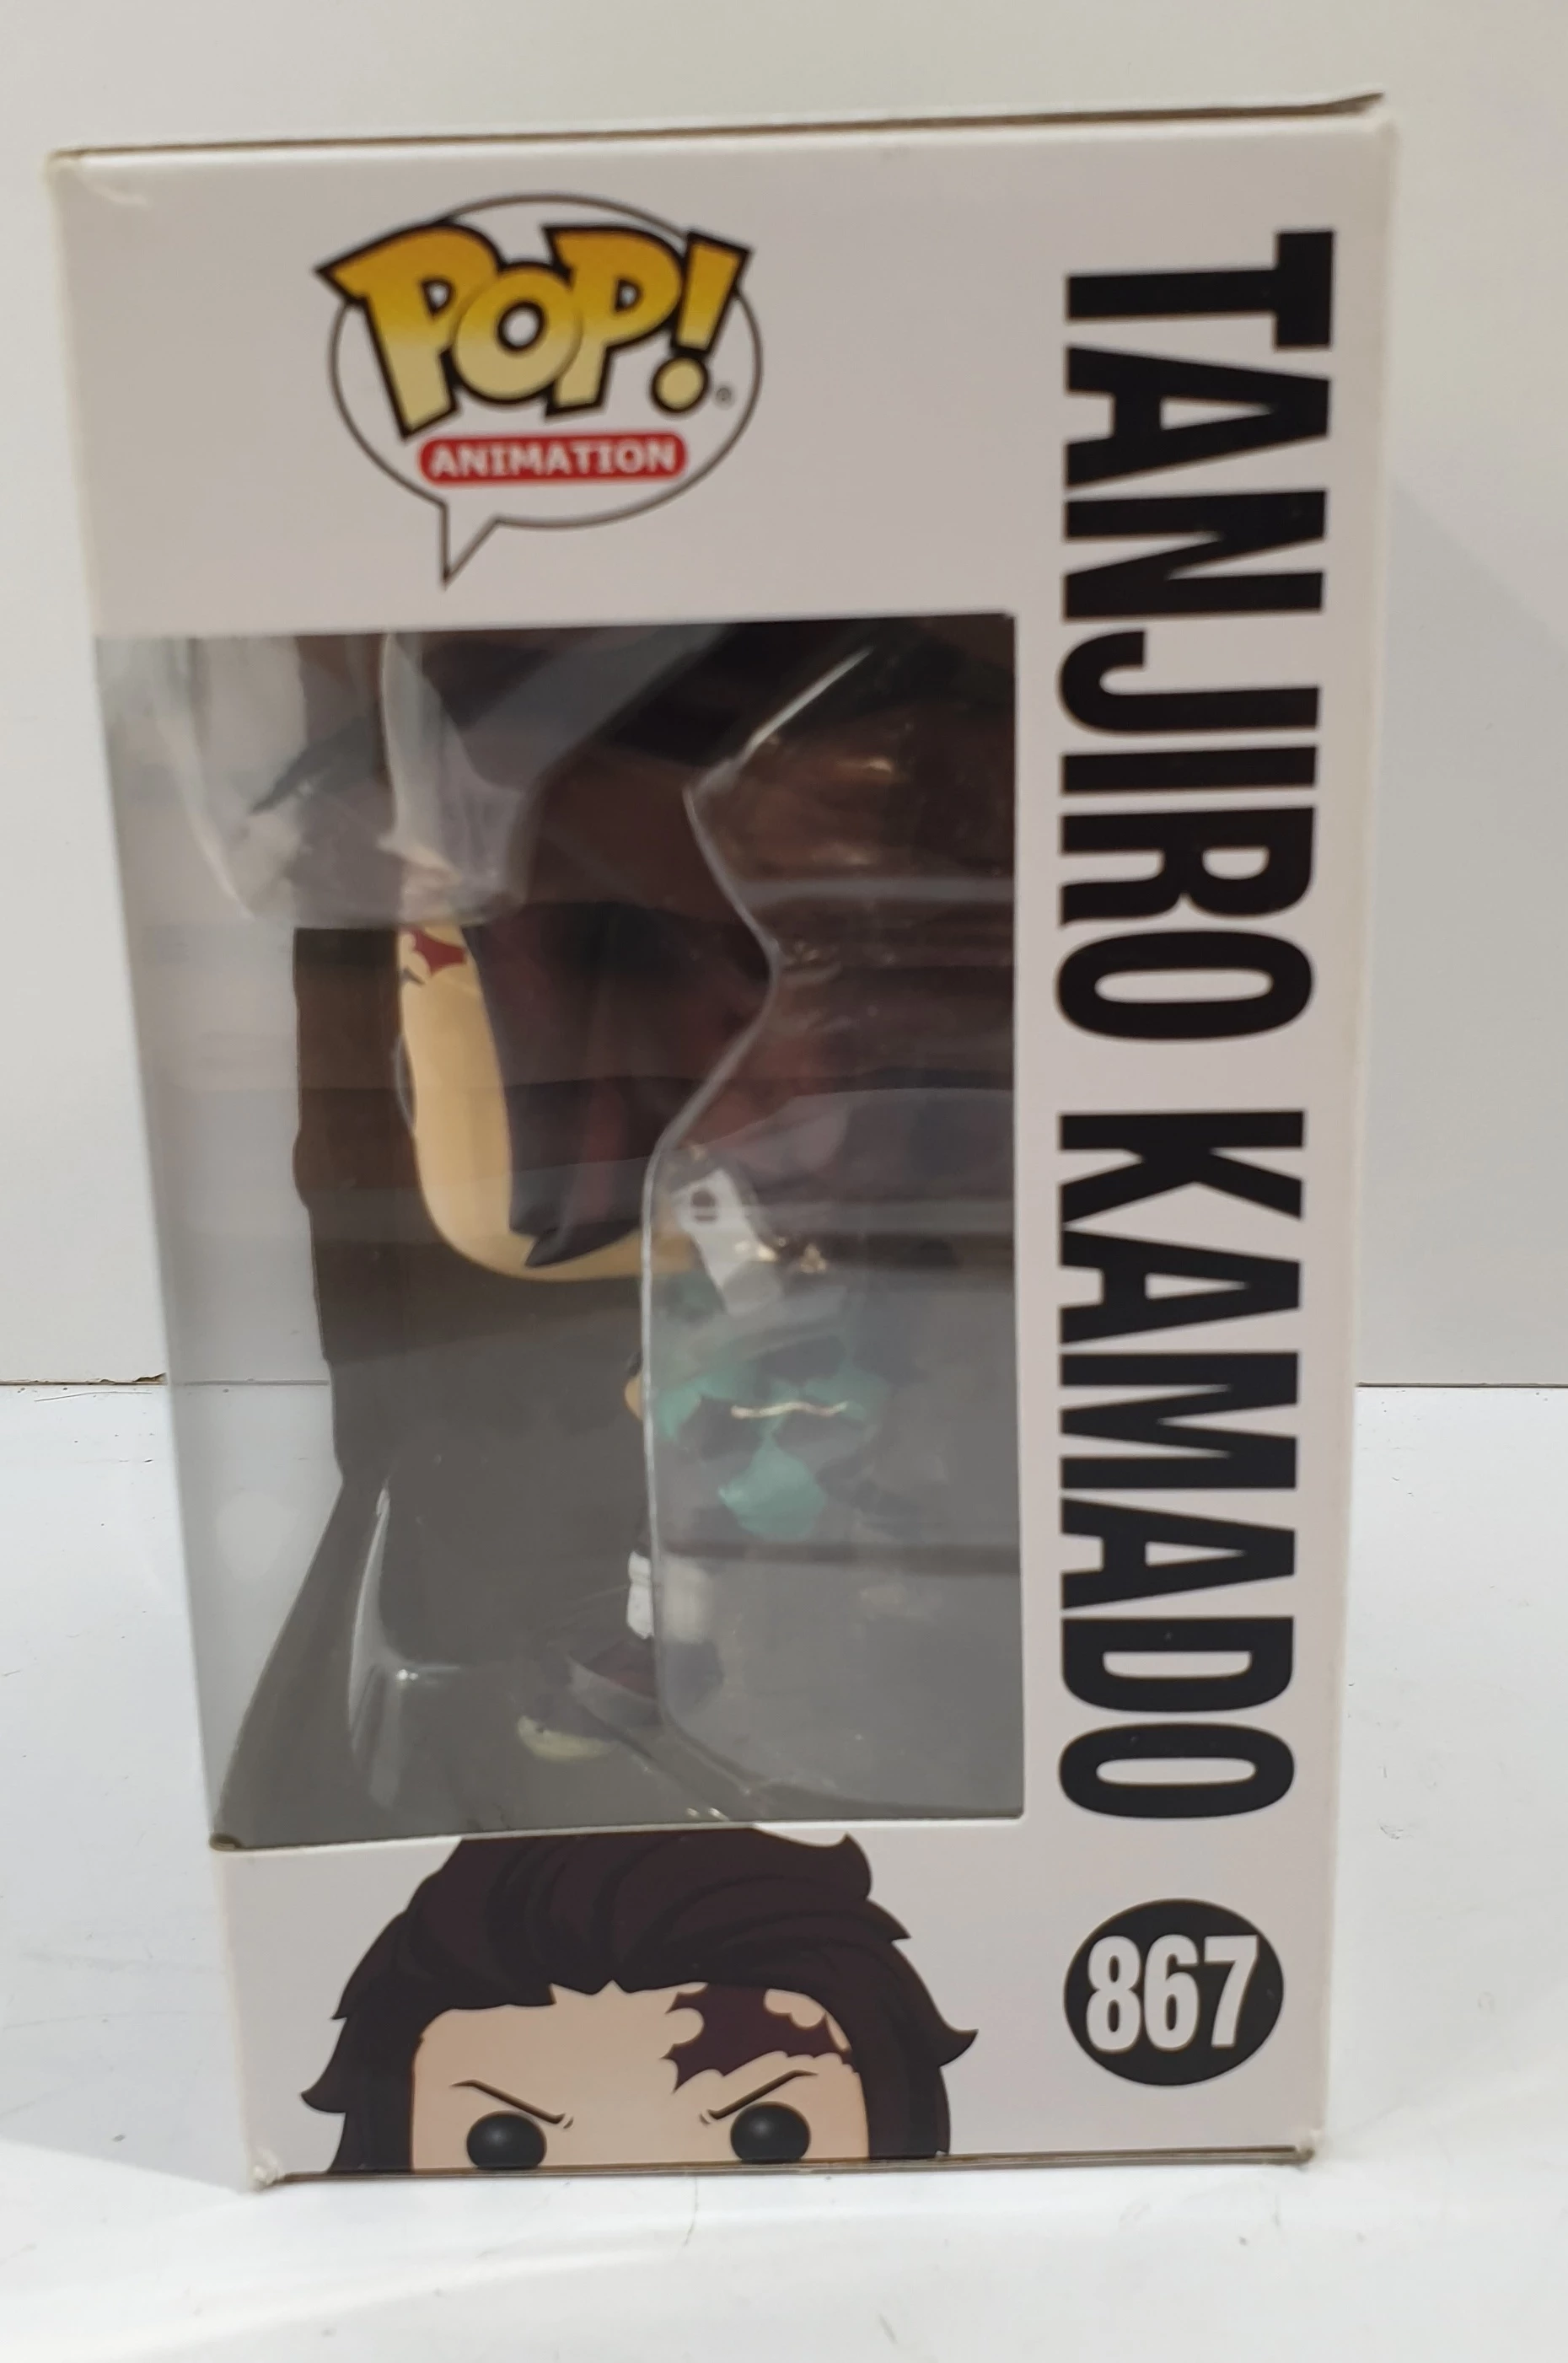 POP!®
ANIMATION
TANJIRO KAMADO
867